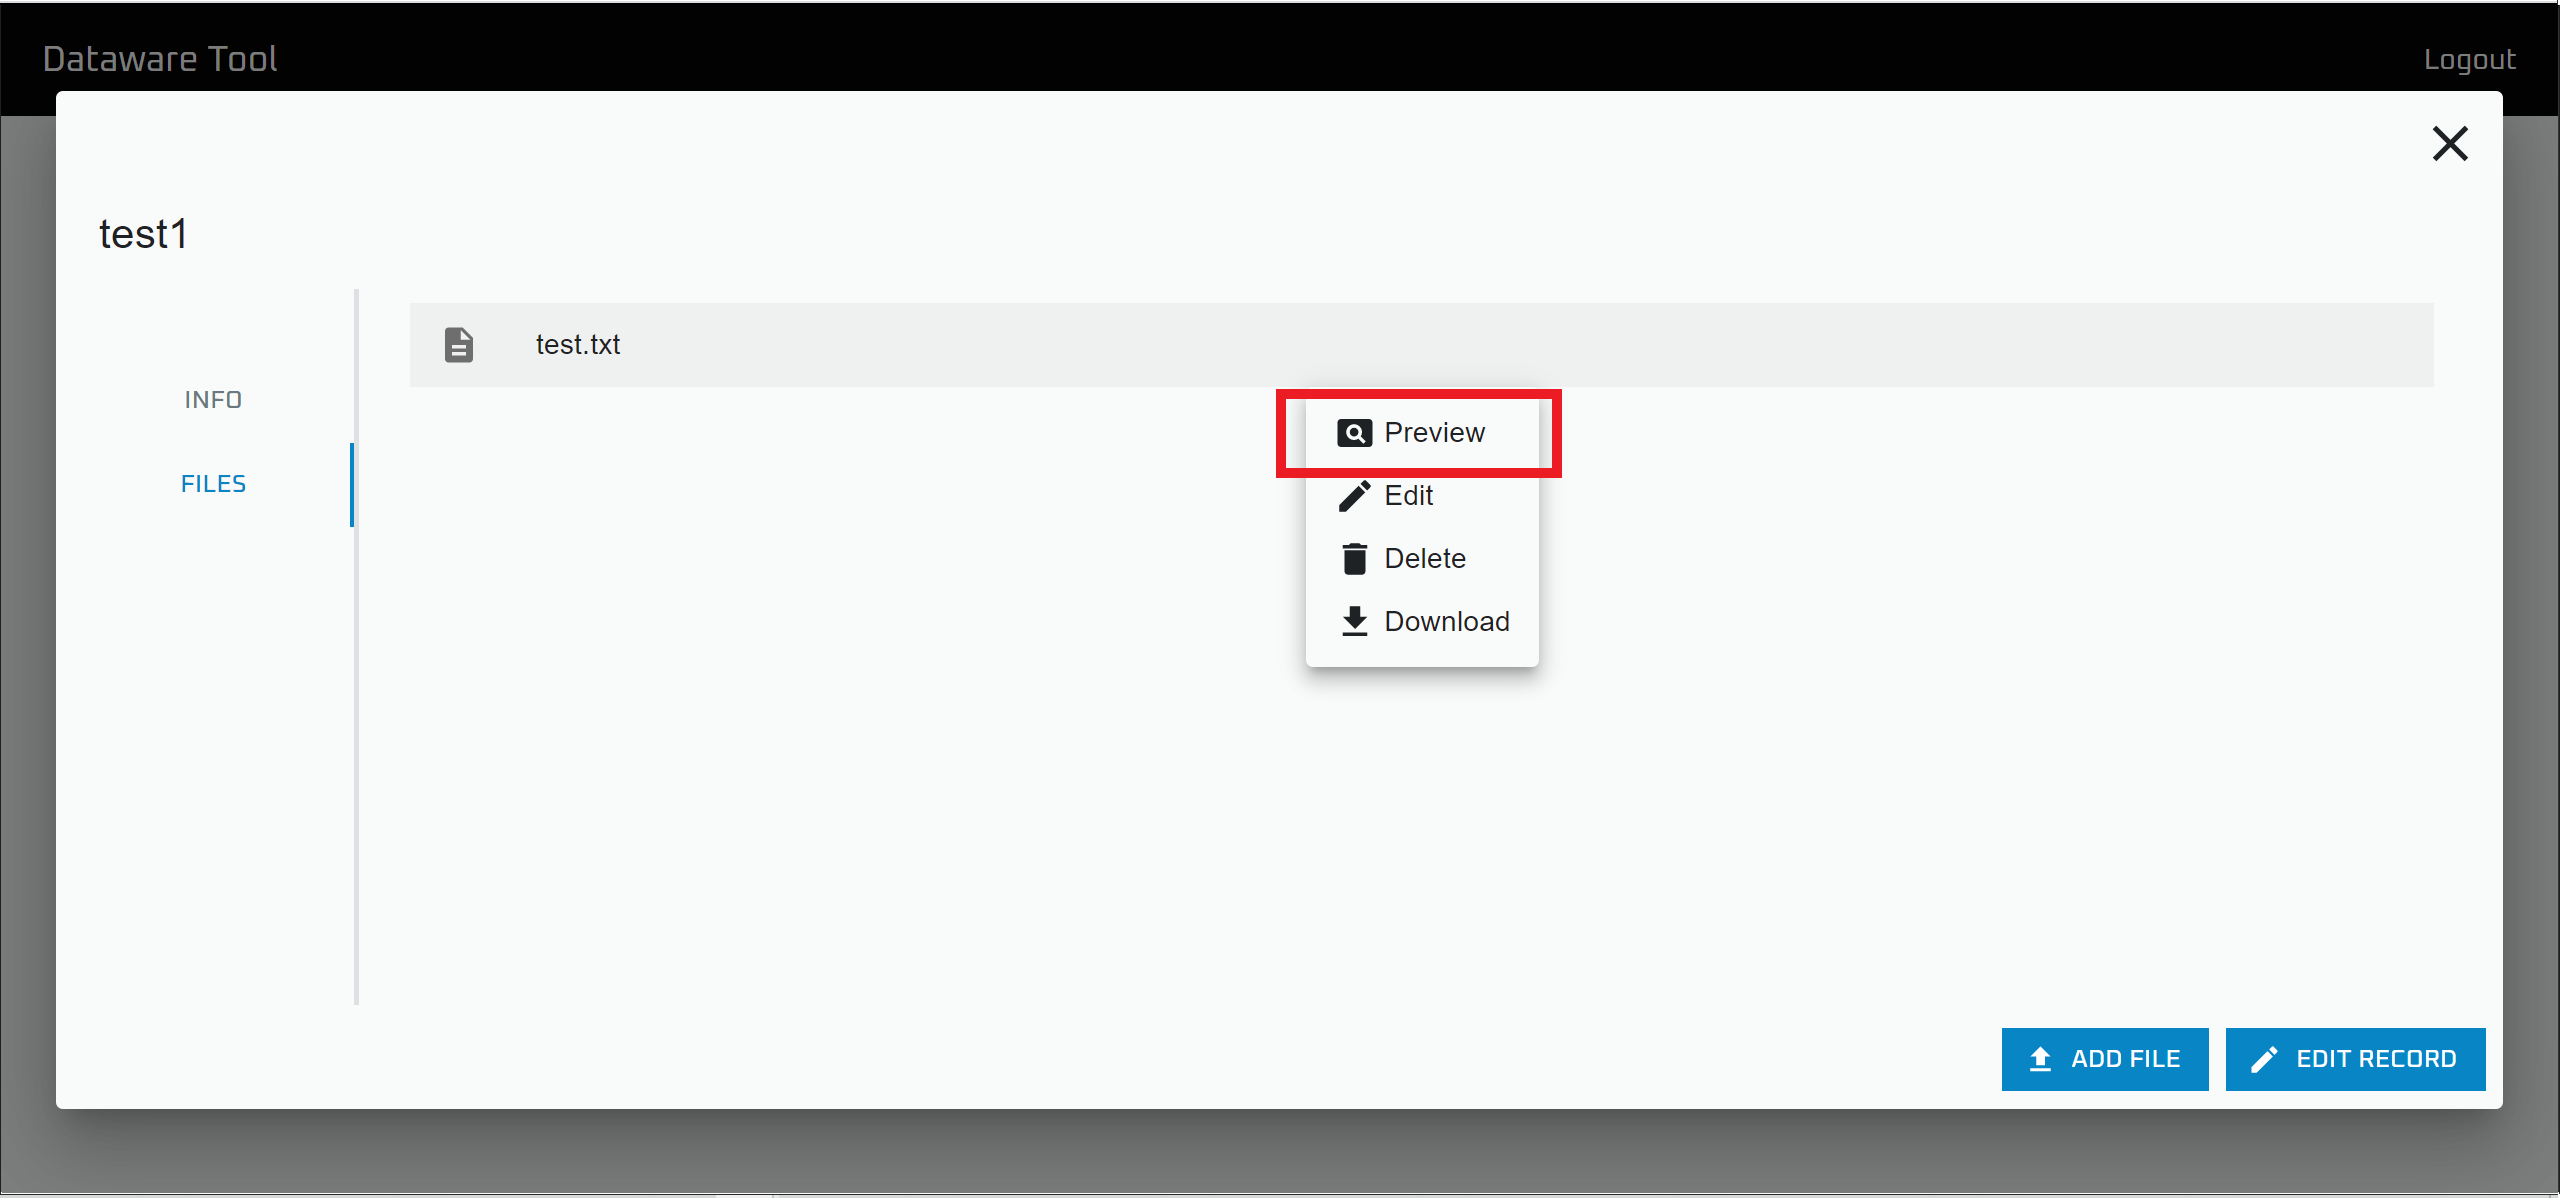 Dataware Tool
Logout
test1
test.txt
INFO
FILES
Preview
Edit
Delete
Download
ADD FILE
EDIT RECORD